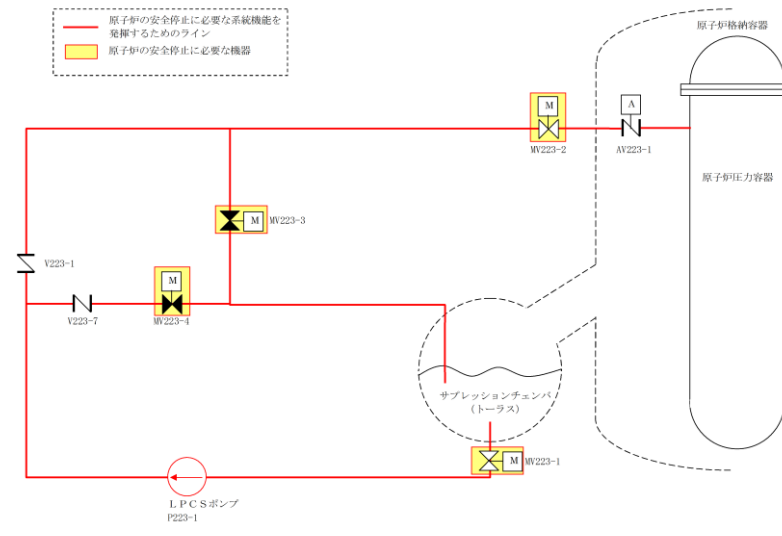 原子炉の安全停止に必要な系統機能を
発揮するためのライン
原子炉の安全停止に必要な機器
原子炉格納容器
M
MV223-2
A
AV223-1
原子炉圧力容器
M
MV223-3
V223-1
M
V223-7
MV223-4
サプレッションチェンバ
(トーラス)
M
MV223-1
LPCSポンプ
P223-1